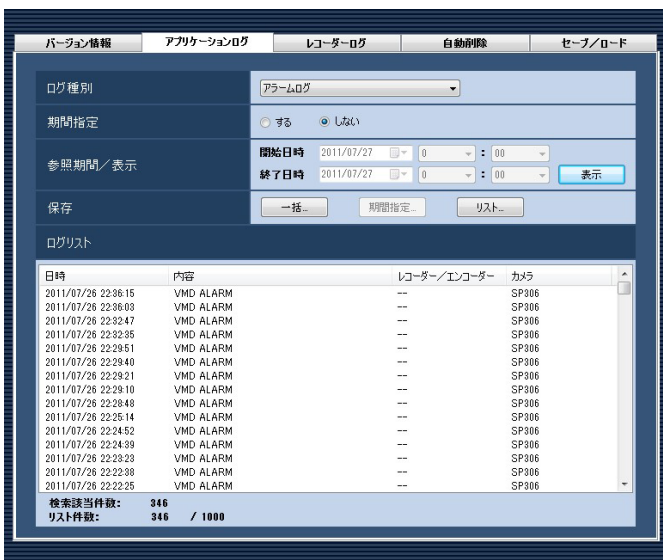 バージョン情報 アプリケーションログ レコーダーログ 自動削除 セーブ／ロード
ログ種別 アラームログ
期間指定 する しない
参照期間／表示
開始日時 2011/07/27 0 : 00
終了日時 2011/07/27 0 : 00 表示
保存 一括... 期間指定... リスト...
ログリスト
日時 内容 レコーダー／エンコーダー カメラ
2011/07/26 22:36:15 VMD ALARM -- SP306
2011/07/26 22:36:03 VMD ALARM -- SP306
2011/07/26 22:32:47 VMD ALARM -- SP306
2011/07/26 22:32:35 VMD ALARM -- SP306
2011/07/26 22:29:51 VMD ALARM -- SP306
2011/07/26 22:29:40 VMD ALARM -- SP306
2011/07/26 22:29:21 VMD ALARM -- SP306
2011/07/26 22:29:10 VMD ALARM -- SP306
2011/07/26 22:28:48 VMD ALARM -- SP306
2011/07/26 22:25:14 VMD ALARM -- SP306
2011/07/26 22:24:52 VMD ALARM -- SP306
2011/07/26 22:24:39 VMD ALARM -- SP306
2011/07/26 22:23:23 VMD ALARM -- SP306
2011/07/26 22:22:38 VMD ALARM -- SP306
2011/07/26 22:22:25 VMD ALARM -- SP306
検索該当件数: 346
リスト件数: 346 / 1000